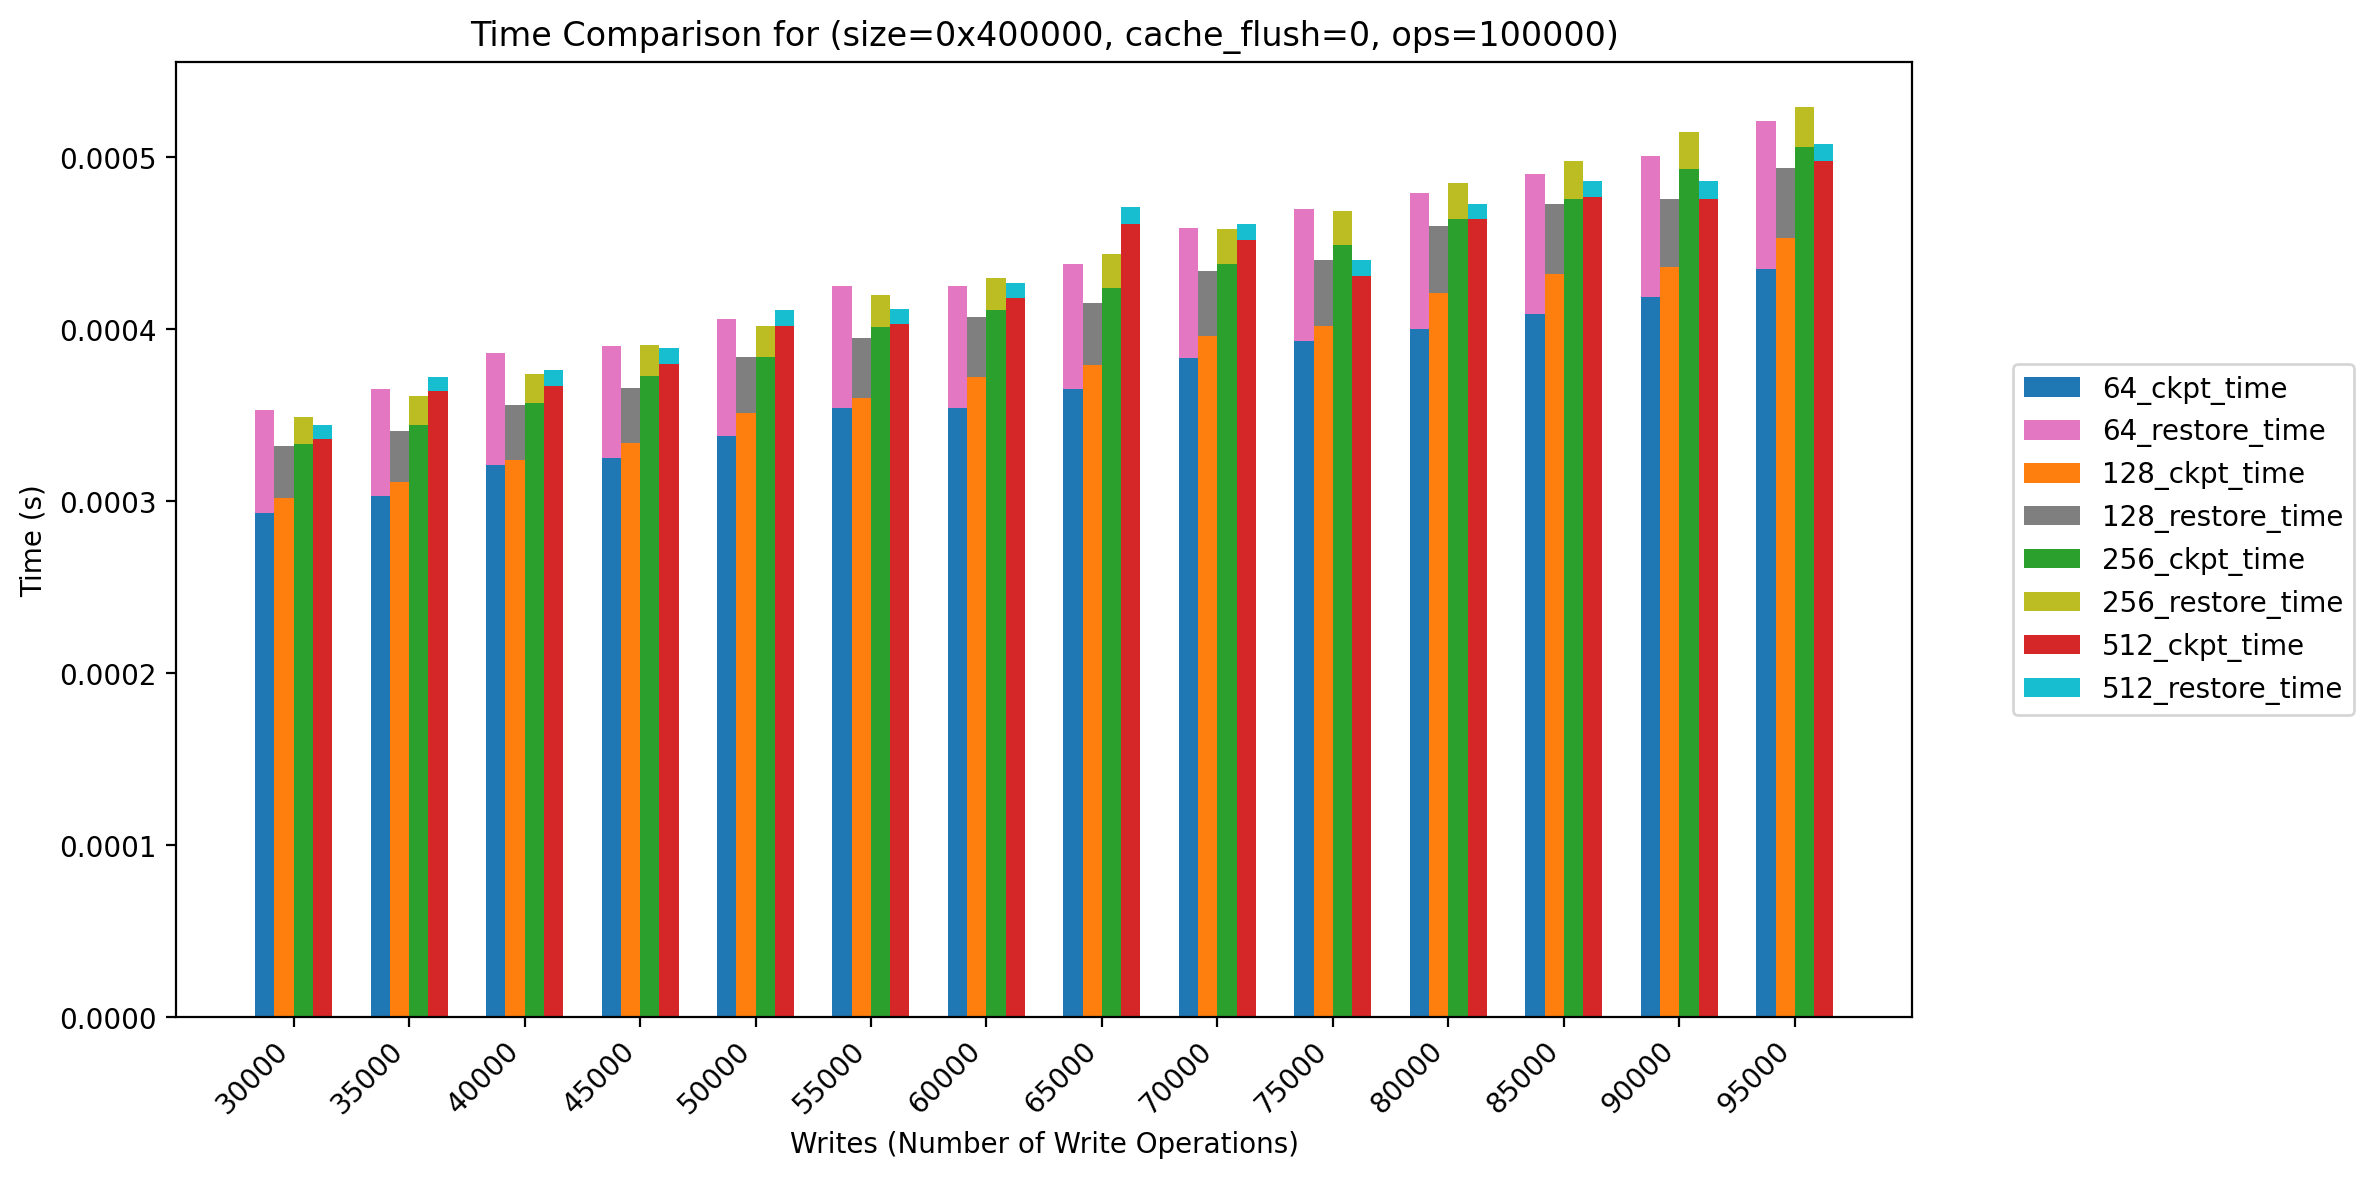 Time Comparison for (size=0x400000, cache_flush=0, ops=100000)
Time (s)
0.0005
0.0004
0.0003
0.0002
0.0001
0.0000
30000
35000
40000
45000
50000
55000
60000
65000
70000
75000
80000
85000
90000
95000
Writes (Number of Write Operations)
64_ckpt_time
64_restore_time
128_ckpt_time
128_restore_time
256_ckpt_time
256_restore_time
512_ckpt_time
512_restore_time